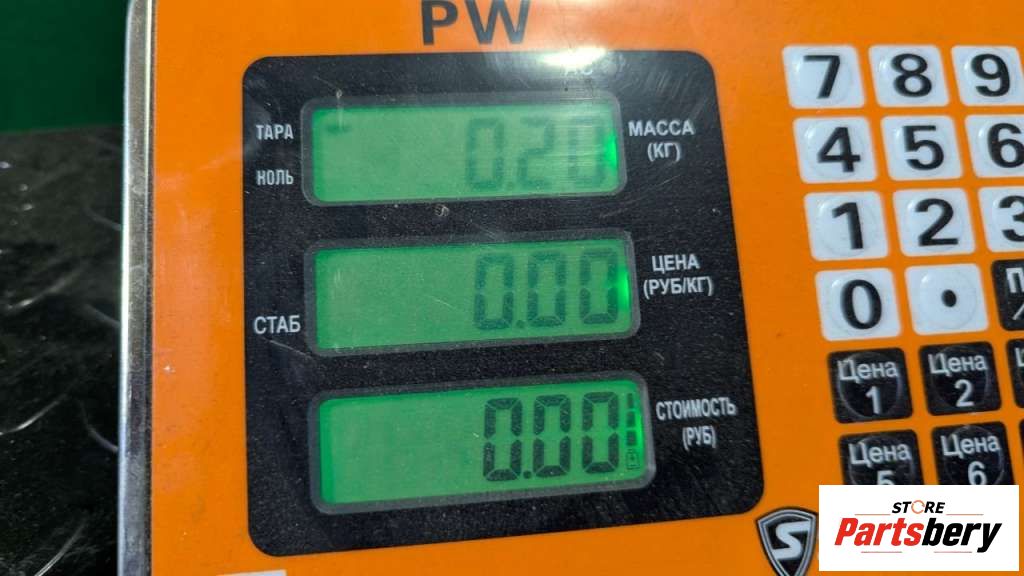 PW
ТАРА
0.20
МАССА
(КГ)
НОЛЬ
0.00
ЦЕНА
(РУБ/КГ)
СТАБ
0.00
СТОИМОСТЬ
(РУБ)
7 8 9
4 5 6
1 2 3
0 .
Цена
1
Цена
2
Цена
5
Цена
6
STORE
Partsbery